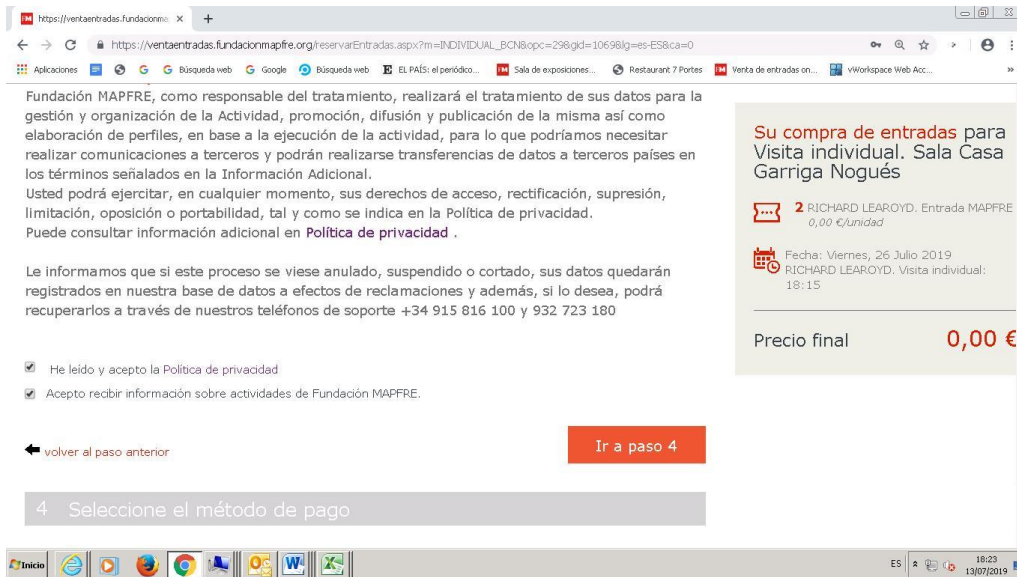 https://ventaentradas.fundacionma
https://ventaentradas.fundacionmapfre.org/reservarEntradas.aspx?m=INDIVIDUAL_BCN&opc=29&gid=1069&lg=es-ES&ca=0
Aplicaciones Búsqueda web Google Búsqueda web EL PAÍS: el periódico... Sala de exposiciones... Restaurant 7 Portes Venta de entradas on... vWorkspace Web Acc... »
Fundación MAPFRE, como responsable del tratamiento, realizará el tratamiento de sus datos para la
gestión y organización de la Actividad, promoción, difusión y publicación de la misma así como
elaboración de perfiles, en base a la ejecución de la actividad, para lo que podríamos necesitar
realizar comunicaciones a terceros y podrán realizarse transferencias de datos a terceros países en
los términos señalados en la Información Adicional.
Usted podrá ejercitar, en cualquier momento, sus derechos de acceso, rectificación, supresión,
limitación, oposición o portabilidad, tal y como se indica en la Política de privacidad.
Puede consultar información adicional en Política de privacidad .
Le informamos que si este proceso se viese anulado, suspendido o cortado, sus datos quedarán
registrados en nuestra base de datos a efectos de reclamaciones y además, si lo desea, podrá
recuperarlos a través de nuestros teléfonos de soporte +34 915 816 100 y 932 723 180
He leído y acepto la Política de privacidad
Acepto recibir información sobre actividades de Fundación MAPFRE.
volver al paso anterior
Ir a paso 4
4 Seleccione el método de pago
Su compra de entradas para
Visita individual. Sala Casa
Garriga Nogués
2 RICHARD LEAROYD. Entrada MAPFRE
0,00 €/unidad
Fecha: Viernes, 26 Julio 2019
RICHARD LEAROYD. Visita individual:
18:15
Precio final 0,00 €
Inicio
ES
18:23
13/07/2019